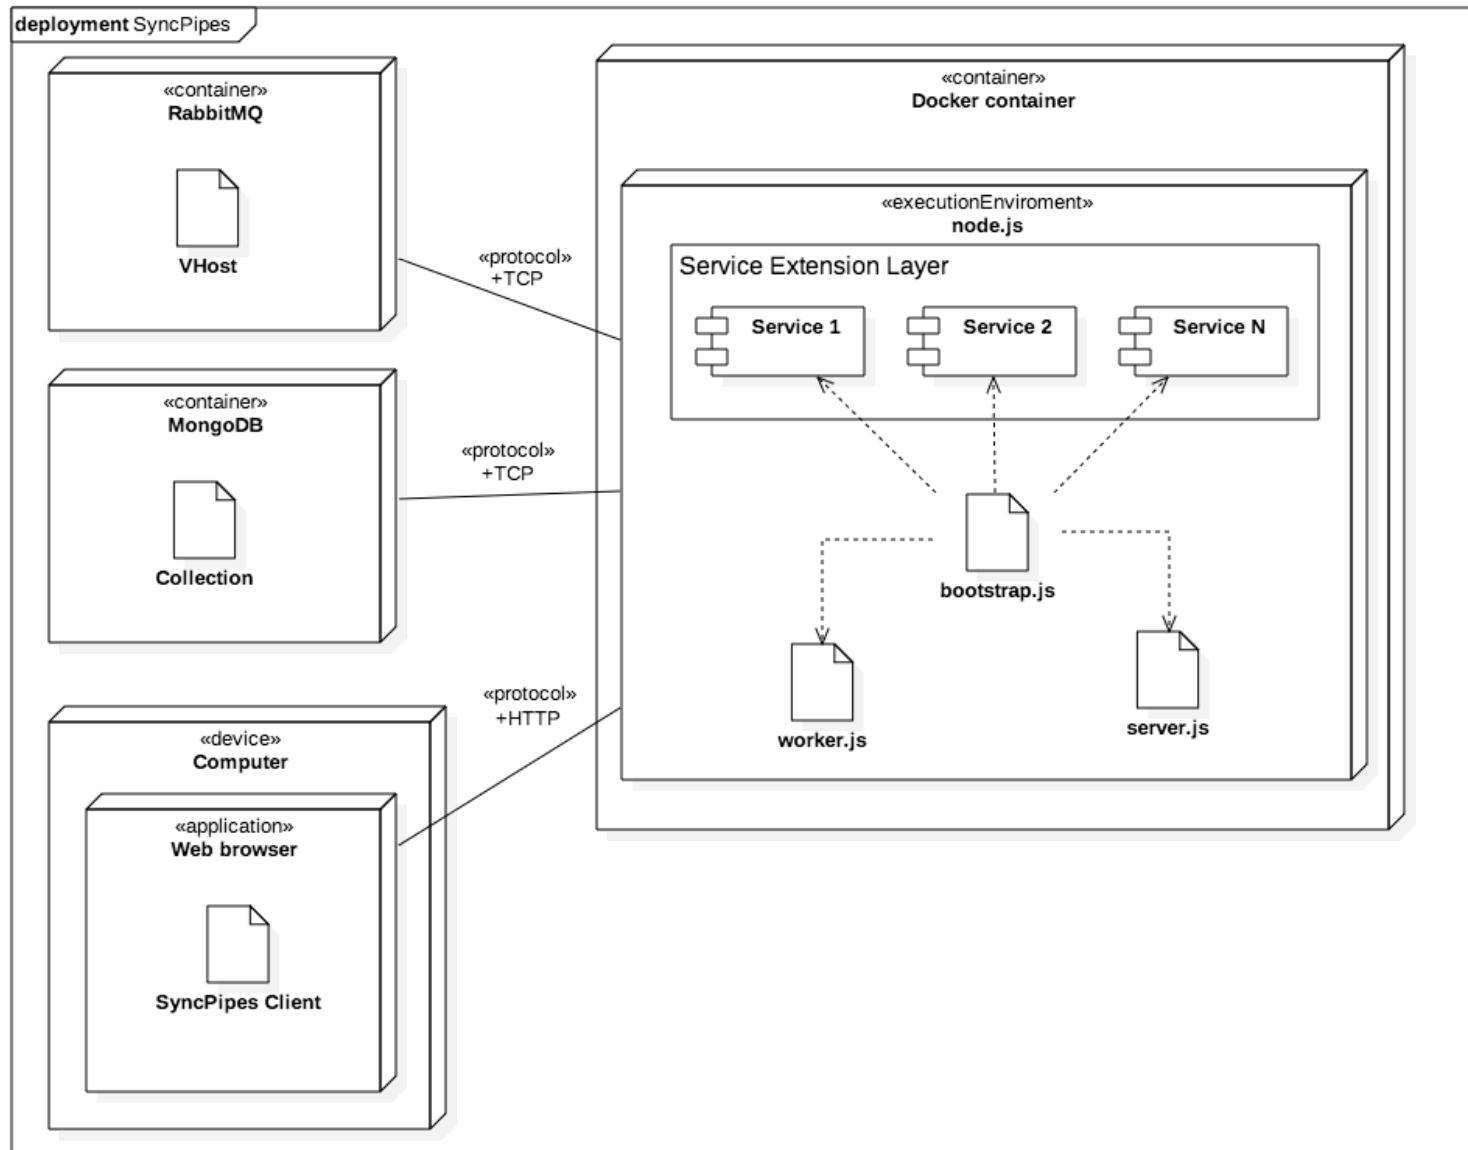 deployment SyncPipes
«container»
RabbitMQ
VHost
«protocol»
+TCP
«container»
MongoDB
Collection
«protocol»
+TCP
«device»
Computer
«application»
Web browser
SyncPipes Client
«protocol»
+HTTP
«container»
Docker container
«executionEnviroment»
node.js
Service Extension Layer
Service 1
Service 2
Service N
bootstrap.js
worker.js
server.js